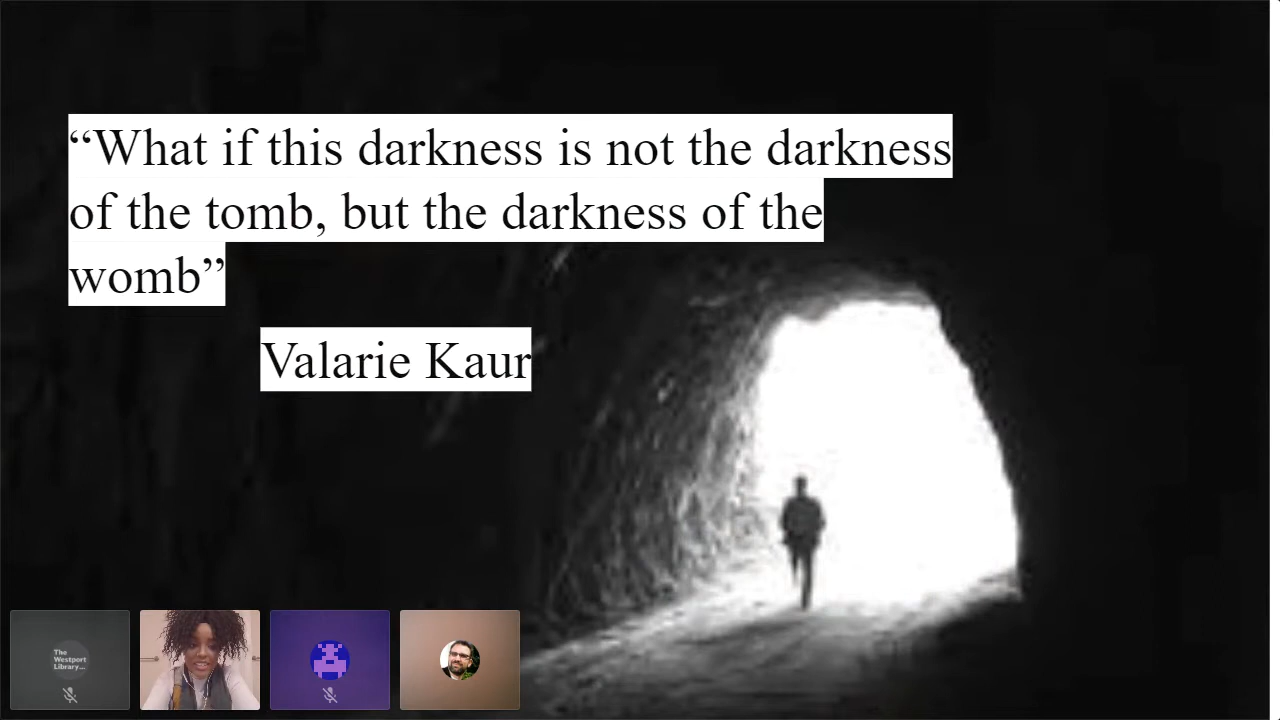 “What if this darkness is not the darkness
of the tomb, but the darkness of the
womb”
Valarie Kaur
The
Westport
Library...